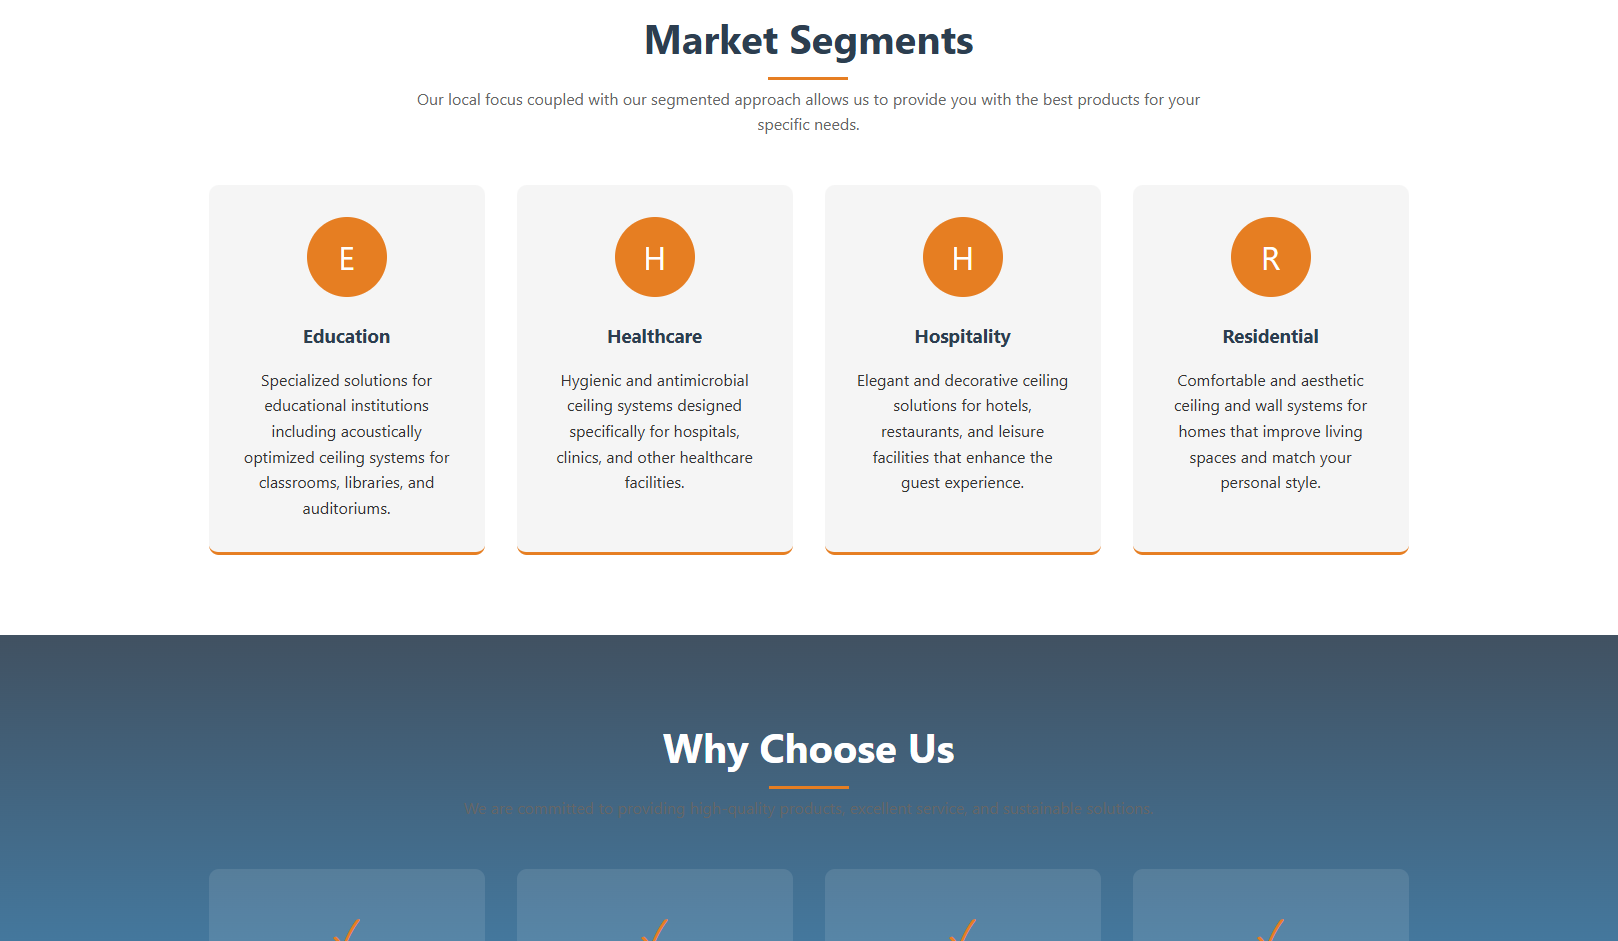 Market Segments
Our local focus coupled with our segmented approach allows us to provide you with the best products for your
specific needs.
E
Education
Specialized solutions for
educational institutions
including acoustically
optimized ceiling systems for
classrooms, libraries, and
auditoriums.
H
Healthcare
Hygienic and antimicrobial
ceiling systems designed
specifically for hospitals,
clinics, and other healthcare
facilities.
H
Hospitality
Elegant and decorative ceiling
solutions for hotels,
restaurants, and leisure
facilities that enhance the
guest experience.
R
Residential
Comfortable and aesthetic
ceiling and wall systems for
homes that improve living
spaces and match your
personal style.
Why Choose Us
We are committed to providing high-quality products, excellent service, and sustainable solutions.